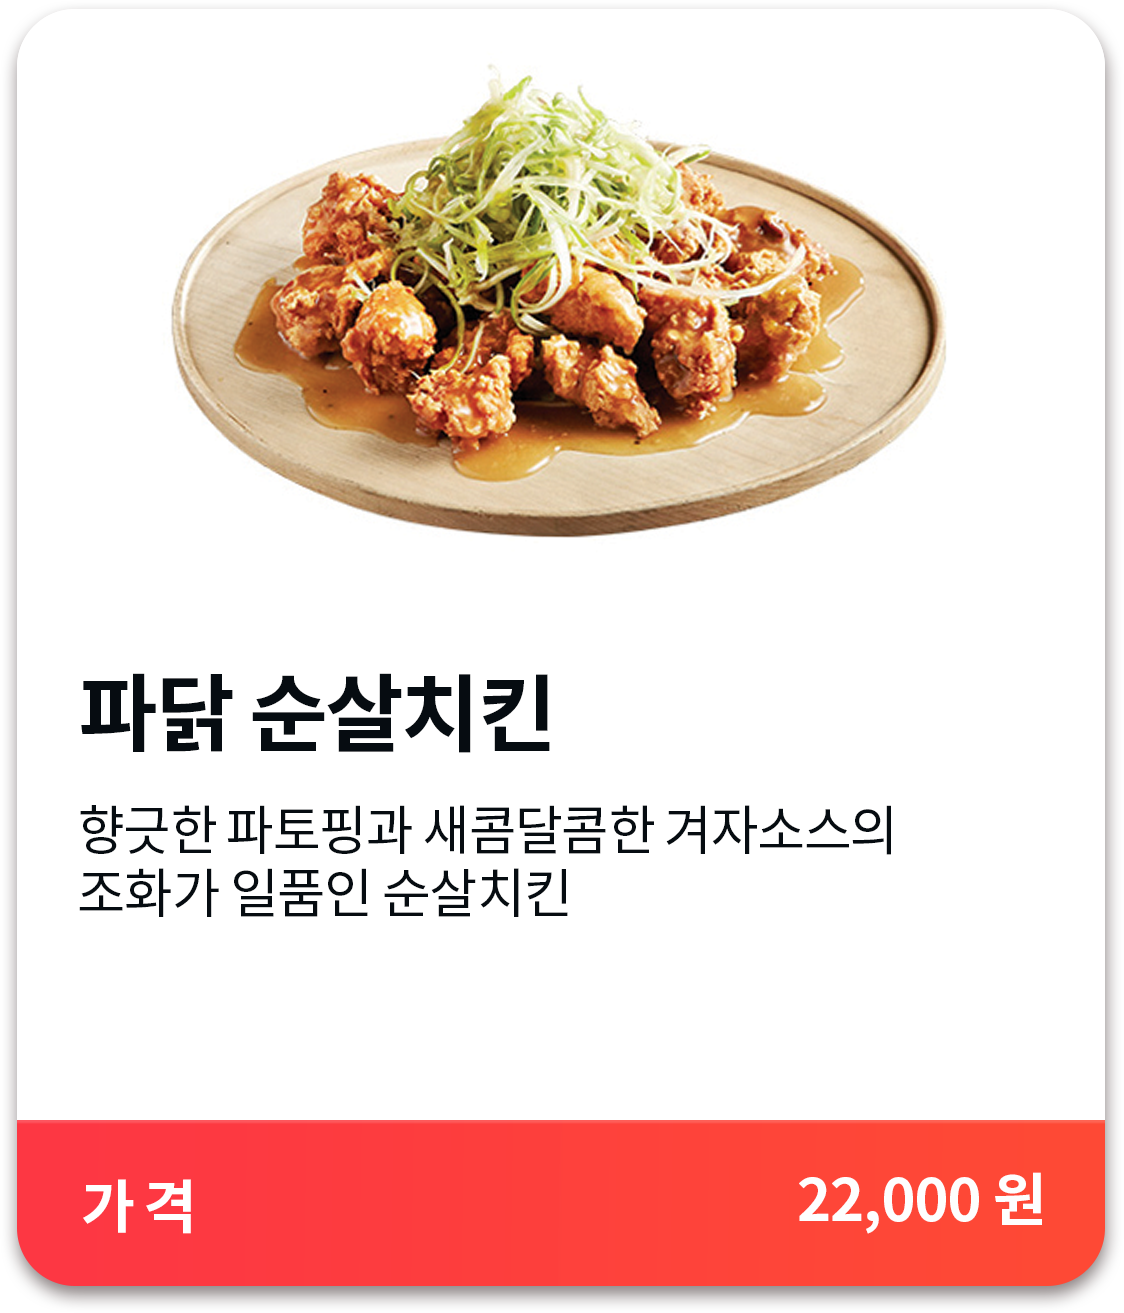 파닭 순살치킨
향긋한 파토핑과 새콤달콤한 겨자소스의
조화가 일품인 순살치킨
가 격
22,000 원